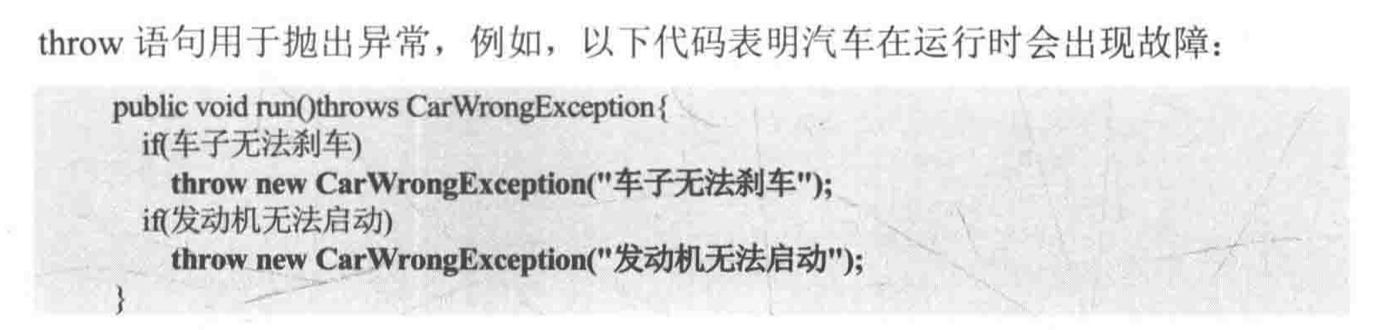 throw 语句用于抛出异常，例如，以下代码表明汽车在运行时会出现故障：
public void run()throws CarWrongException{
if(车子无法刹车)
throw new CarWrongException("车子无法刹车");
if(发动机无法启动)
throw new CarWrongException("发动机无法启动");
}